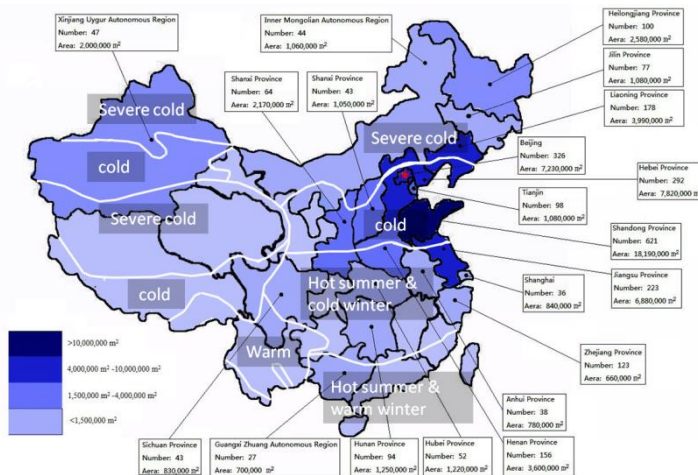 Xinjiang Uygur Autonomous Region
Number: 47
Area: 2,000,000 m²
Inner Mongolian Autonomous Region
Number: 44
Aera: 1,060,000 m²
Heilongjiang Province
Number: 100
Aera: 2,580,000 m²
Jilin Province
Number: 77
Aera: 1,080,000 m²
Shanxi Province
Number: 64
Aera: 2,170,000 m²
Shanxi Province
Number: 43
Aera: 1,050,000 m²
Liaoning Province
Number: 178
Aera: 3,990,000 m²
Severe cold
Severe cold
Beijing
Number: 326
Aera: 7,230,000 m²
cold
Hebei Province
Number: 292
Aera: 7,820,000 m²
Tianjin
Number: 98
Aera: 1,080,000 m²
Severe cold
cold
Shandong Province
Number: 621
Aera: 18,190,000 m²
Shanghai
Number: 36
Aera: 840,000 m²
Jiangsu Province
Number: 223
Aera: 6,880,000 m²
cold
Hot summer &
cold winter
>10,000,000 m²
4,000,000 m² -10,000,000 m²
1,500,000 m² -4,000,000 m²
<1,500,000 m²
Warm
Zhejiang Province
Number: 123
Aera: 660,000 m²
Hot summer &
warm winter
Anhui Province
Number: 38
Aera: 780,000 m²
Sichuan Province
Number: 43
Aera: 830,000 m²
Guangxi Zhuang Autonomous Region
Number: 27
Aera: 700,000 m²
Hunan Province
Number: 94
Aera: 1,250,000 m²
Hubei Province
Number: 52
Aera: 1,220,000 m²
Henan Province
Number: 156
Aera: 3,600,000 m²